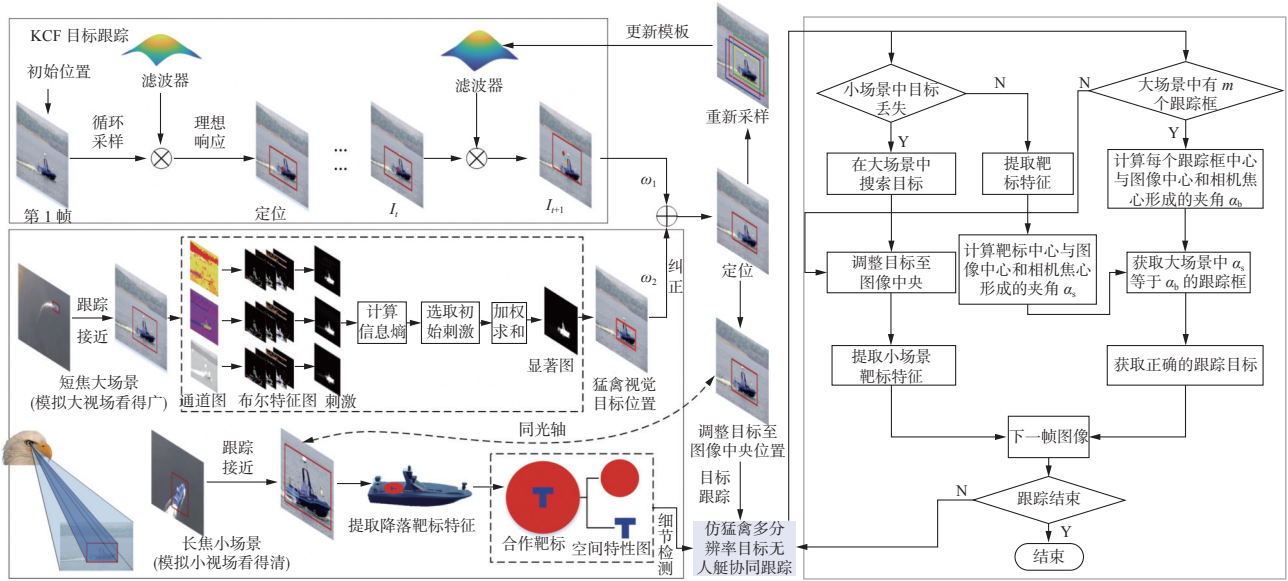 KCF 目标跟踪
初始位置
滤波器
循环
采样
理想
响应
...
...
滤波器
第 1 帧
定位
I_t
I_{t+1}
更新模板
重新采样
ω₁
ω₂
纠正
定位
跟踪
接近
短焦大场景
(模拟大视场看得广)
通道图
布尔特征图
刺激
计算
信息熵
选取初
始刺激
加权
求和
显著图
猛禽视觉
目标位置
同光轴
调整目标至
图像中央位置
目标
跟踪
跟踪
接近
长焦小场景
(模拟小视场看得清)
提取降落靶标特征
T
合作靶标
T
空间特性图
细节检测
仿猛禽多分
辨率目标无
人艇协同跟踪
小场景中目标
丢失
N
Y
在大场景中
搜索目标
调整目标至
图像中央
提取小场景
靶标特征
提取靶
标特征
计算靶标中心与图
像中心和相机焦心
形成的夹角 αₛ
大场景中有 m
个跟踪框
N
Y
计算每个跟踪框中心
与图像中心和相机焦
心形成的夹角 α_b
获取大场景中 αₛ
等于 α_b 的跟踪框
获取正确的跟踪目标
下一帧图像
跟踪结束
N
Y
结束